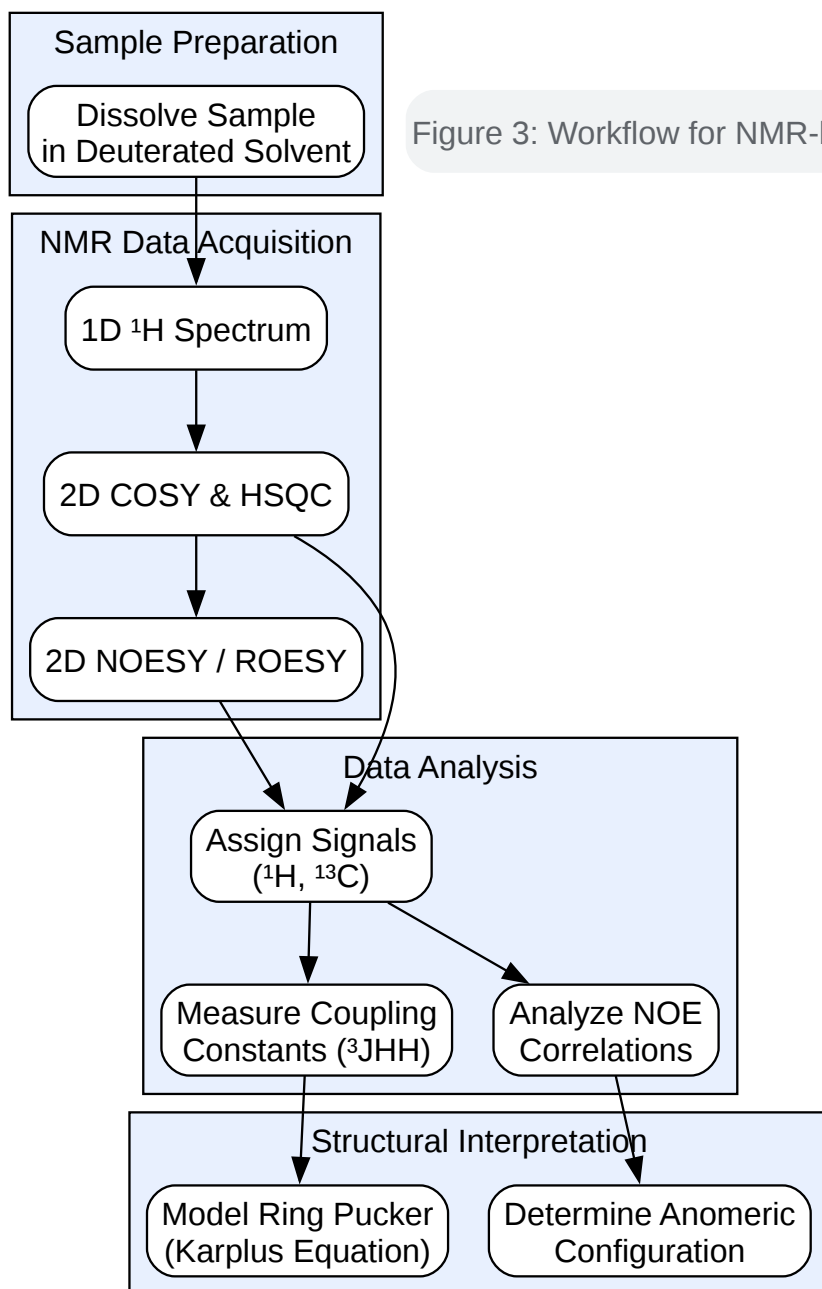 Sample Preparation
Dissolve Sample
in Deuterated Solvent
Figure 3: Workflow for NMR-
NMR Data Acquisition
1D ¹H Spectrum
2D COSY & HSQC
2D NOESY / ROESY
Data Analysis
Assign Signals
(¹H, ¹³C)
Measure Coupling
Constants (³JHH)
Analyze NOE
Correlations
Structural Interpretation
Model Ring Pucker
(Karplus Equation)
Determine Anomeric
Configuration